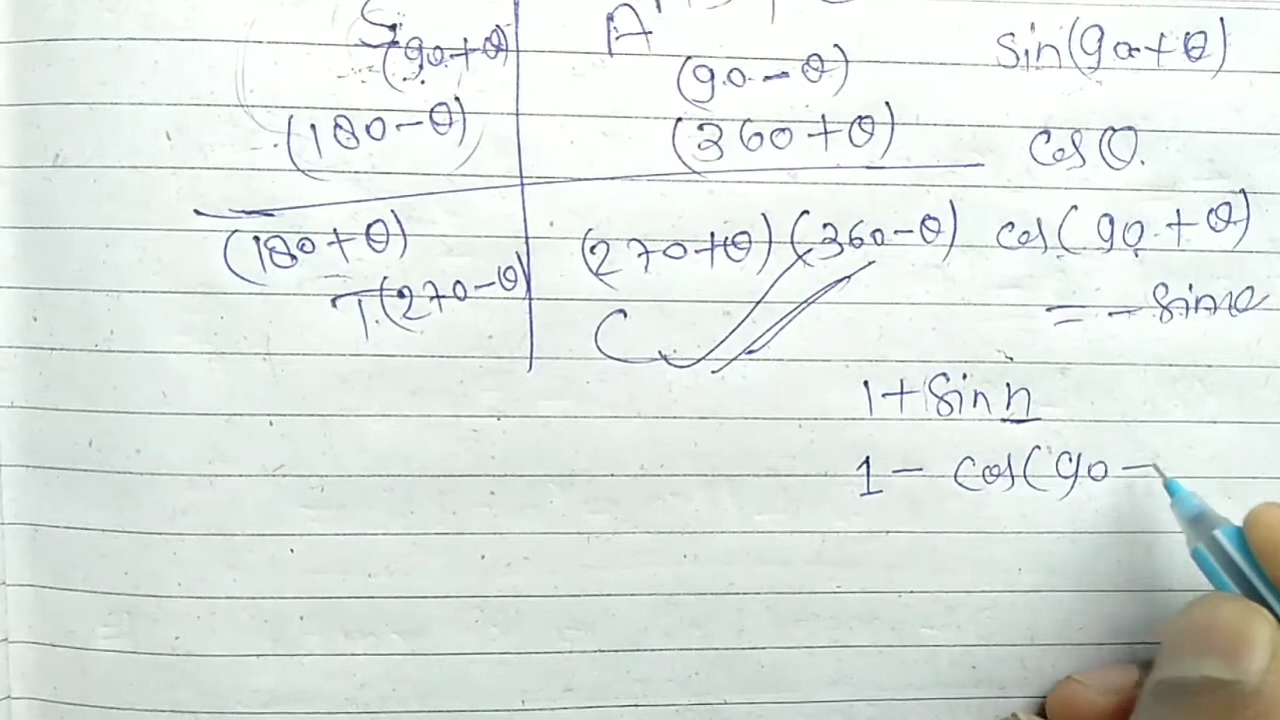 S A
(90+θ) sin(90+θ)
(90-θ)
(180-θ) (360+θ) cosθ.
(180+θ) (270+θ) (360-θ) cos(90+θ)
T (270-θ) = -sinθ
C
1+sin n
1 - cos(90 -